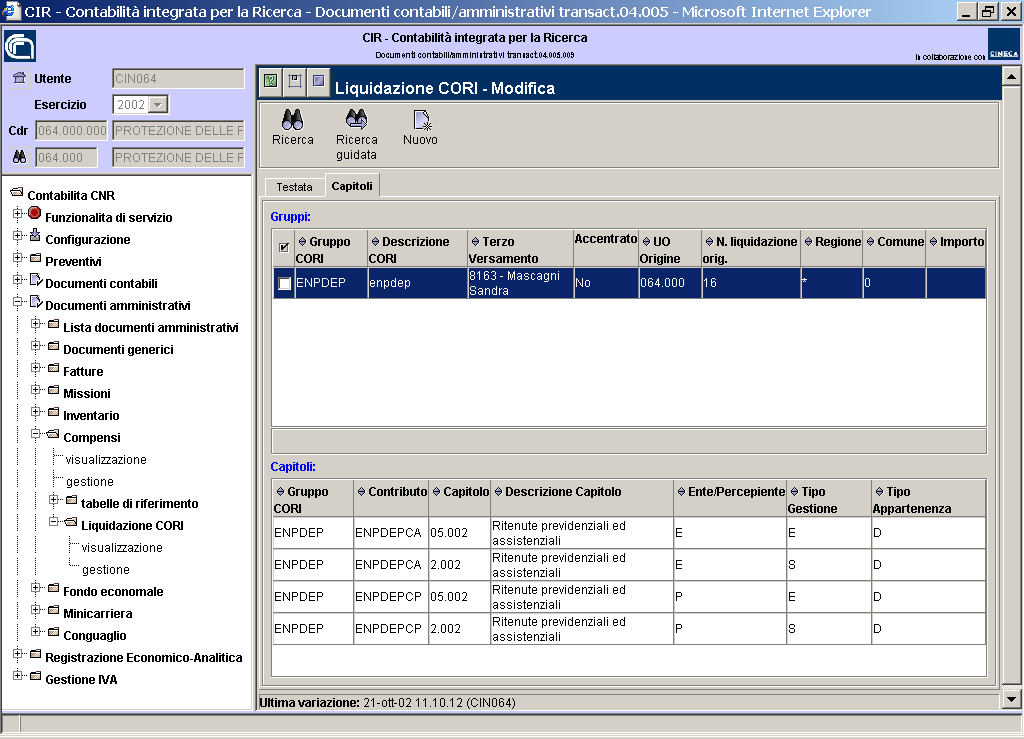 CIR - Contabilità integrata per la Ricerca - Documenti contabili/amministrativi transact.04.005 - Microsoft Internet Explorer
CIR - Contabilità integrata per la Ricerca
Documenti contabili/amministrativi transact.04.005.009
In collaborazione con CINECA
Utente CIN064
Esercizio 2002
Cdr 064.000.000 PROTEZIONE DELLE F
064.000 PROTEZIONE DELLE F
Contabilita CNR
Funzionalita di servizio
Configurazione
Preventivi
Documenti contabili
Documenti amministrativi
Lista documenti amministrativi
Documenti generici
Fatture
Missioni
Inventario
Compensi
visualizzazione
gestione
tabelle di riferimento
Liquidazione CORI
visualizzazione
gestione
Fondo economale
Minicarriera
Conguaglio
Registrazione Economico-Analitica
Gestione IVA
Liquidazione CORI - Modifica
Ricerca
Ricerca guidata
Nuovo
Testata Capitoli
Gruppi:
Gruppo CORI Descrizione CORI Terzo Versamento Accentrato UO Origine N. liquidazione orig. Regione Comune Importo
ENPDEP enpdep 8163 - Mascagni Sandra No 064.000 16 * 0
Capitoli:
Gruppo CORI Contributo Capitolo Descrizione Capitolo Ente/Percepiente Tipo Gestione Tipo Appartenenza
ENPDEP ENPDEPCA 05.002 Ritenute previdenziali ed assistenziali E E D
ENPDEP ENPDEPCA 2.002 Ritenute previdenziali ed assistenziali E S D
ENPDEP ENPDEPCP 05.002 Ritenute previdenziali ed assistenziali P E D
ENPDEP ENPDEPCP 2.002 Ritenute previdenziali ed assistenziali P S D
Ultima variazione: 21-ott-02 11.10.12 (CIN064)